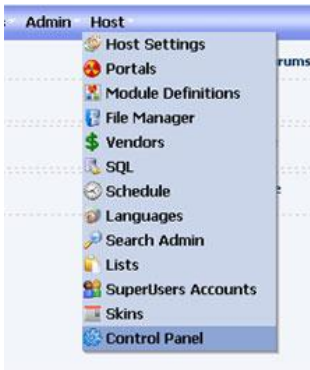 Admin Host
Host Settings
rums
Portals
Module Definitions
File Manager
Vendors
SQL
Schedule
Languages
Search Admin
Lists
SuperUsers Accounts
Skins
Control Panel